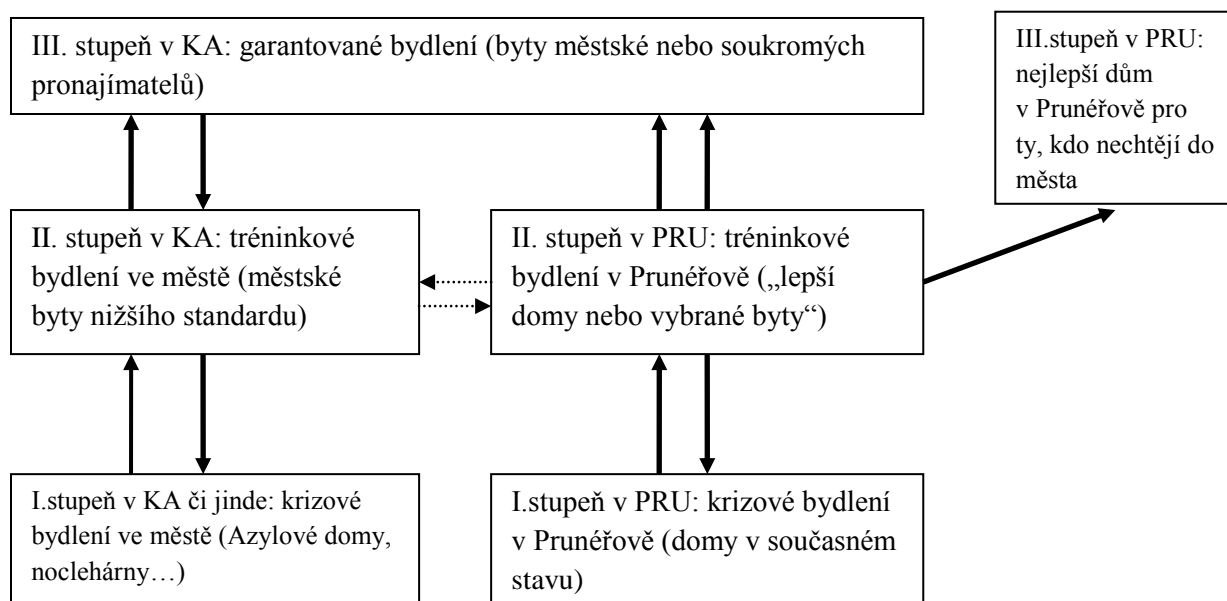 III. stupeň v KA: garantované bydlení (byty městské nebo soukromých
pronajímatelů)
III.stupeň v PRU:
nejlepší dům
v Prunéřově pro
ty, kdo nechtějí do
města
II. stupeň v KA: tréninkové
bydlení ve městě (městské
byty nižšího standardu)
II. stupeň v PRU: tréninkové
bydlení v Prunéřově („lepší
domy nebo vybrané byty“)
I.stupeň v KA či jinde: krizové
bydlení ve městě (Azylové domy,
noclehárny…)
I.stupeň v PRU: krizové bydlení
v Prunéřově (domy v současném
stavu)